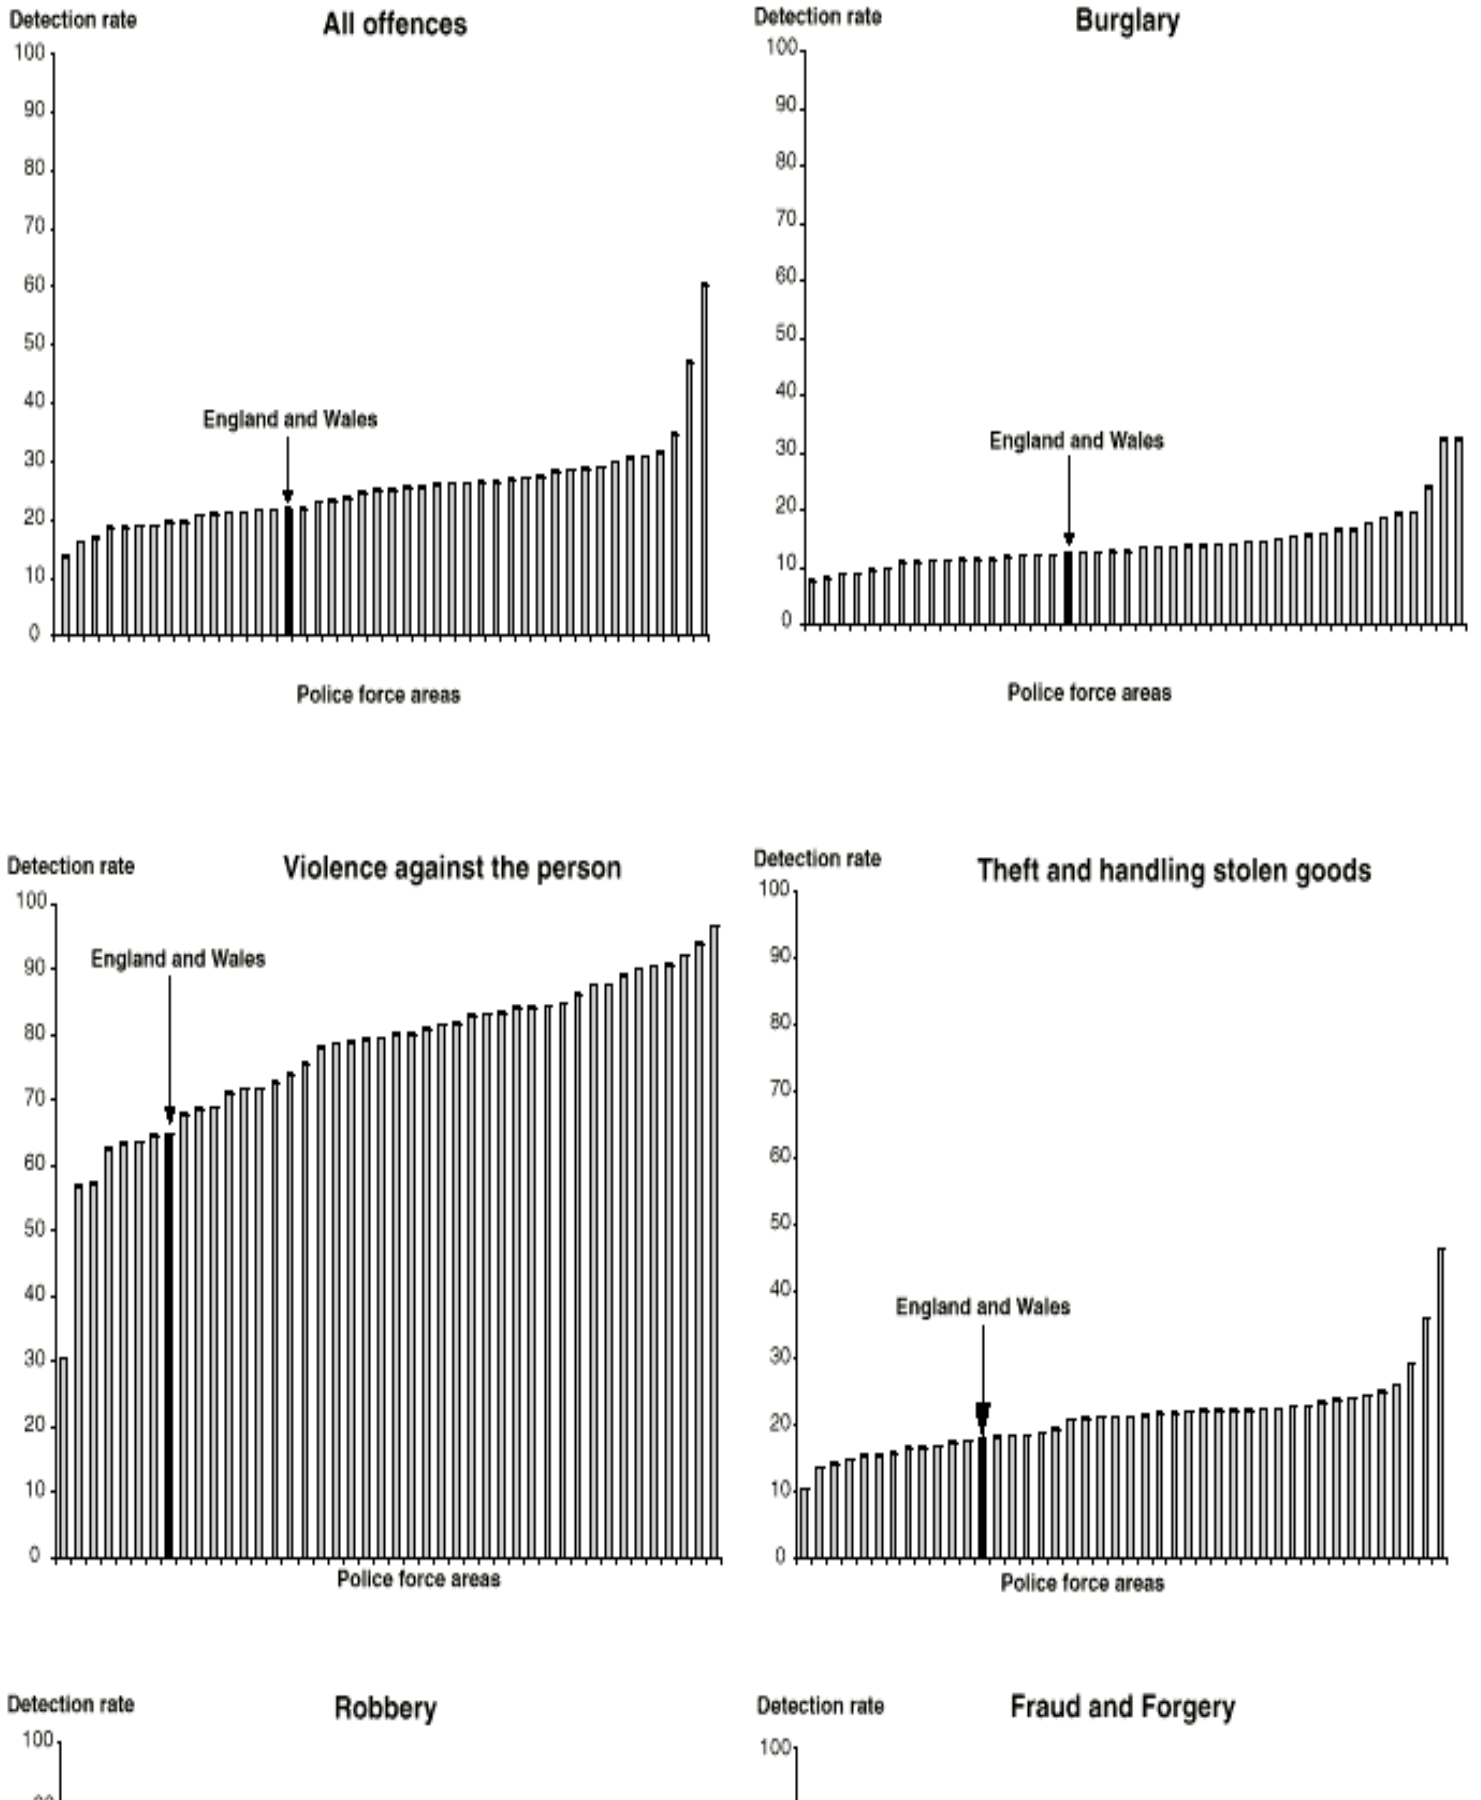 Detection rate
All offences
100
90
80
70
60
50
40
30
20
10
0
England and Wales
Police force areas
Detection rate
Burglary
100
90
80
70
60
50
40
30
20
10
0
England and Wales
Police force areas
Detection rate
Violence against the person
100
90
80
70
60
50
40
30
20
10
0
England and Wales
Police force areas
Detection rate
Theft and handling stolen goods
100
90
80
70
60
50
40
30
20
10
0
England and Wales
Police force areas
Detection rate
Robbery
100
Detection rate
Fraud and Forgery
100